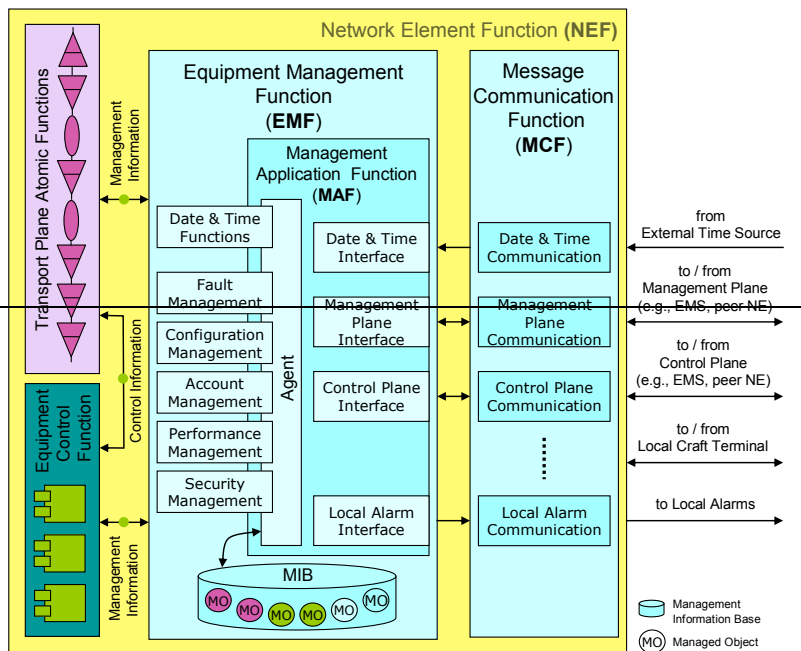 Network Element Function (NEF)
Transport Plane Atomic Functions
Management
Information
Equipment Management
Function
(EMF)
Management
Application Function
(MAF)
Date & Time
Functions
Fault
Management
Configuration
Management
Account
Management
Performance
Management
Security
Management
Agent
Date & Time
Interface
Management
Plane Interface
Control Plane
Interface
Local Alarm
Interface
MIB
MO
MO
MO
MO
MO
MO
Message
Communication
Function
(MCF)
Date & Time
Communication
Management
Plane
Communication
Control Plane
Communication
Local Alarm
Communication
from
External Time Source
to / from
Management Plane
(e.g., EMS, peer NE)
to / from
Control Plane
(e.g., EMS, peer NE)
to / from
Local Craft Terminal
to Local Alarms
Control Information
Equipment
Control
Function
Management
Information
Management
Information Base
MO
Managed Object